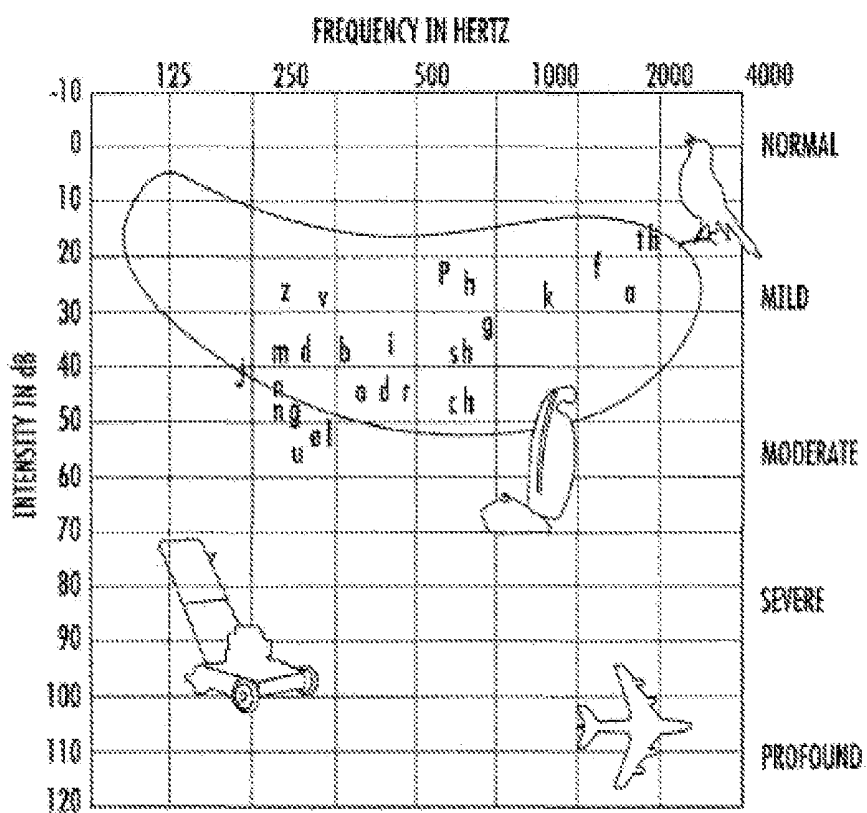 FREQUENCY IN HERTZ
125 250 500 1000 2000 4000
INTENSITY IN dB
-10
0 NORMAL
10
th
20
p h f
z v k a
MILD
30
g
m d b i sh
40
j
n o d r ch
ng
50
e l
MODERATE
u
60
70
80
SEVERE
90
100
110
PROFOUND
120